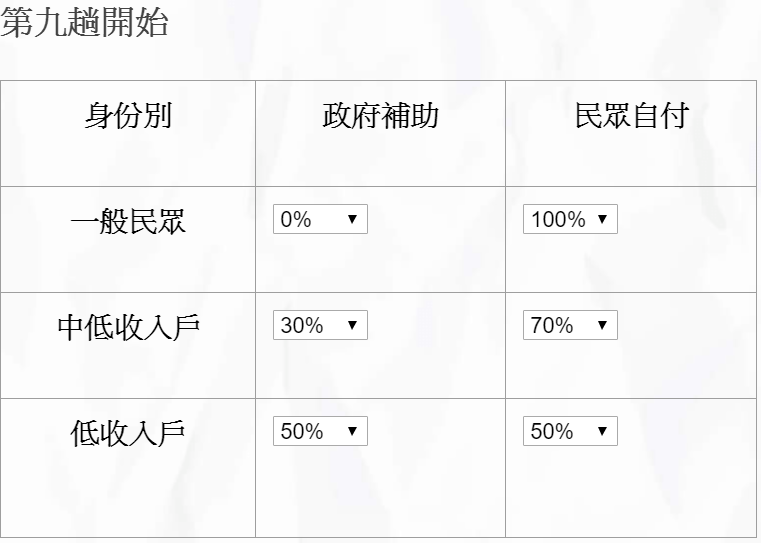 第九趟開始
身份別 政府補助 民眾自付
一般民眾 0% 100%
中低收入戶 30% 70%
低收入戶 50% 50%